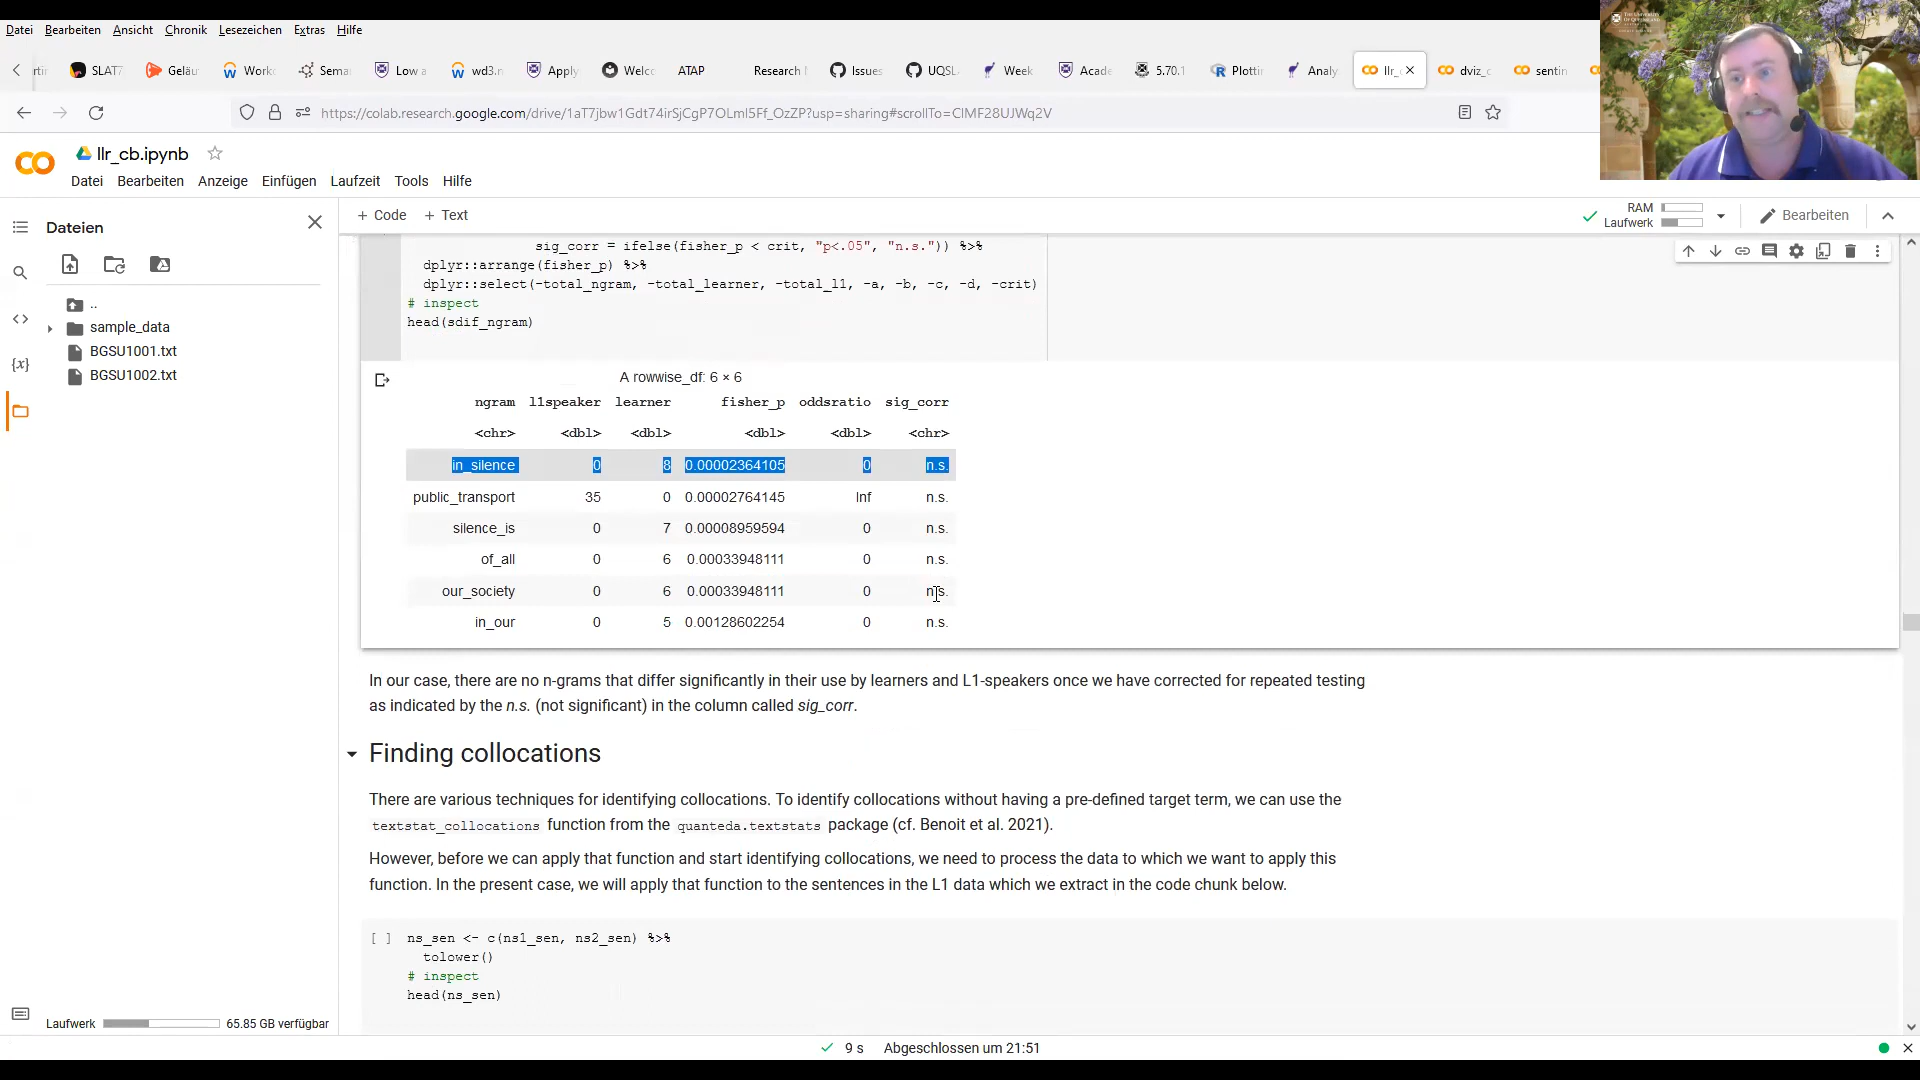 Datei Bearbeiten Ansicht Chronik Lesezeichen Extras Hilfe
SLAT7 Geläu Work Sema Low a wd3.n Apply Welc ATAP Research Issues UQSL Week Acade 5.70.1 Plottin Analy llr_ dviz_c sentin
https://colab.research.google.com/drive/1aT7jbw1Gdt74irSjCgP7OLmI5Ff_OzZP?usp=sharing#scrollTo=CIMF28UJWq2V
llr_cb.ipynb
Datei Bearbeiten Anzeige Einfügen Laufzeit Tools Hilfe
Dateien
+ Code + Text
RAM
Laufwerk
Bearbeiten
..
sample_data
BGSU1001.txt
BGSU1002.txt
sig_corr = ifelse(fisher_p < crit, "p<.05", "n.s.")) %>%
dplyr::arrange(fisher_p) %>%
dplyr::select(-total_ngram, -total_learner, -total_l1, -a, -b, -c, -d, -crit)
# inspect
head(sdif_ngram)
A rowwise_df: 6 × 6
ngram l1speaker learner fisher_p oddsratio sig_corr
<chr> <dbl> <dbl> <dbl> <dbl> <chr>
in_silence 0 8 0.00002364105 0 n.s.
public_transport 35 0 0.00002764145 Inf n.s.
silence_is 0 7 0.00008959594 0 n.s.
of_all 0 6 0.00033948111 0 n.s.
our_society 0 6 0.00033948111 0 n.s.
in_our 0 5 0.00128602254 0 n.s.
In our case, there are no n-grams that differ significantly in their use by learners and L1-speakers once we have corrected for repeated testing
as indicated by the n.s. (not significant) in the column called sig_corr.
Finding collocations
There are various techniques for identifying collocations. To identify collocations without having a pre-defined target term, we can use the
textstat_collocations function from the quanteda.textstats package (cf. Benoit et al. 2021).
However, before we can apply that function and start identifying collocations, we need to process the data to which we want to apply this
function. In the present case, we will apply that function to the sentences in the L1 data which we extract in the code chunk below.
[ ] ns_sen <- c(ns1_sen, ns2_sen) %>%
tolower()
# inspect
head(ns_sen)
Laufwerk 65.85 GB verfügbar
9 s Abgeschlossen um 21:51